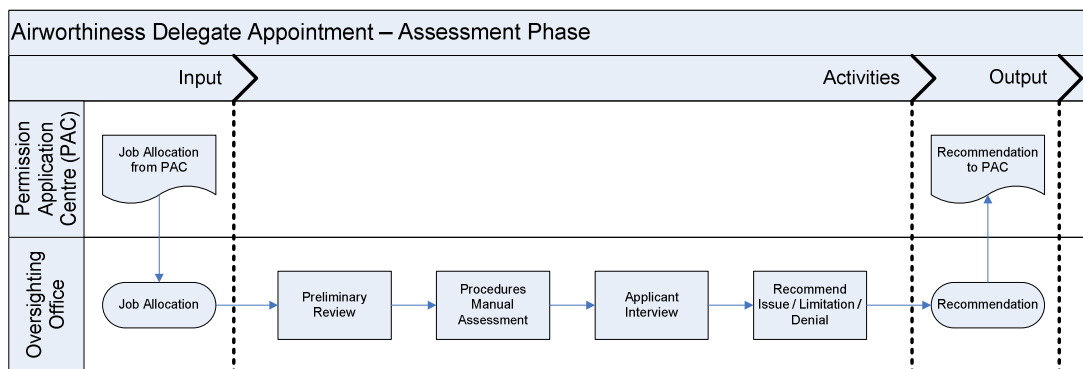 Airworthiness Delegate Appointment – Assessment Phase
Input
Activities
Output
Permission
Application
Centre (PAC)
Job Allocation
from PAC
Recommendation
to PAC
Oversighting
Office
Job Allocation
Preliminary
Review
Procedures
Manual
Assessment
Applicant
Interview
Recommend
Issue / Limitation /
Denial
Recommendation